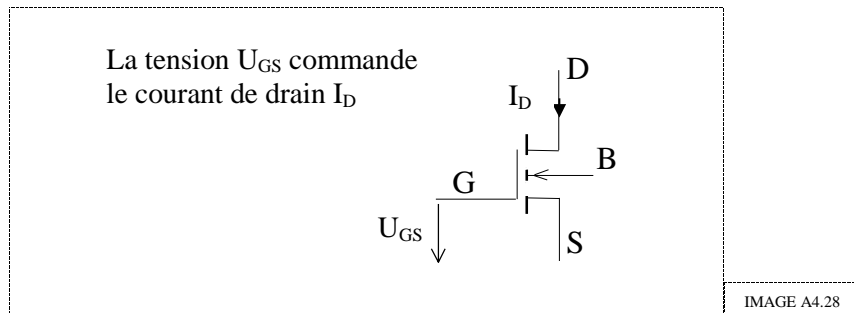 La tension UGS commande
le courant de drain ID
D
ID
B
G
UGS
S
IMAGE A4.28